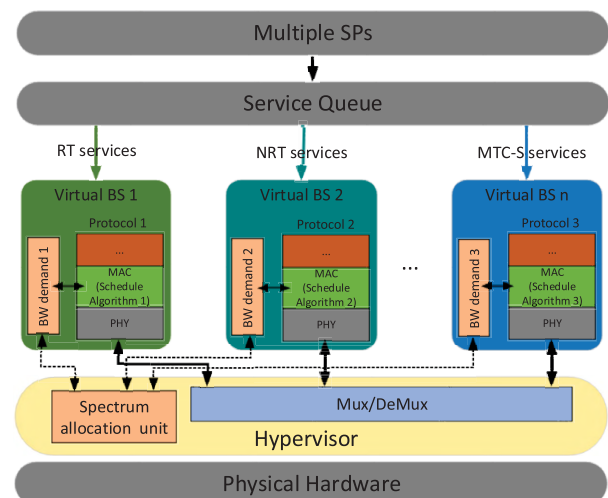 Multiple SPs
Service Queue
RT services
NRT services
MTC-S services
Virtual BS 1
Protocol 1
BW demand 1
...
MAC
(Schedule
Algorithm 1)
PHY
Virtual BS 2
Protocol 2
BW demand 2
...
MAC
(Schedule
Algorithm 2)
PHY
...
Virtual BS n
Protocol 3
BW demand 3
...
MAC
(Schedule
Algorithm 3)
PHY
Spectrum
allocation unit
Mux/DeMux
Hypervisor
Physical Hardware